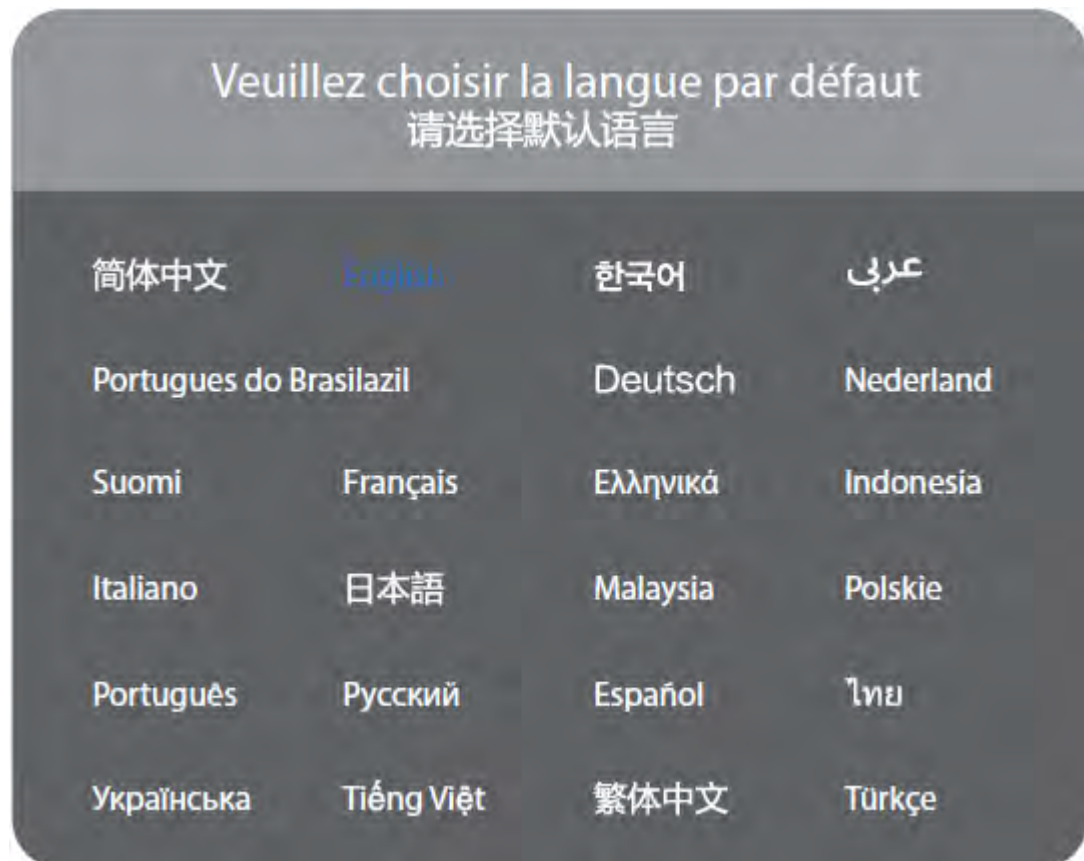 Veuillez choisir la langue par défaut
请选择默认语言
简体中文 English 한국어 عربى
Portugues do Brasilazil Deutsch Nederland
Suomi Français Ελληνικά Indonesia
Italiano 日本語 Malaysia Polskie
Português Русский Español ไทย
Українська Tiếng Việt 繁体中文 Türkçe